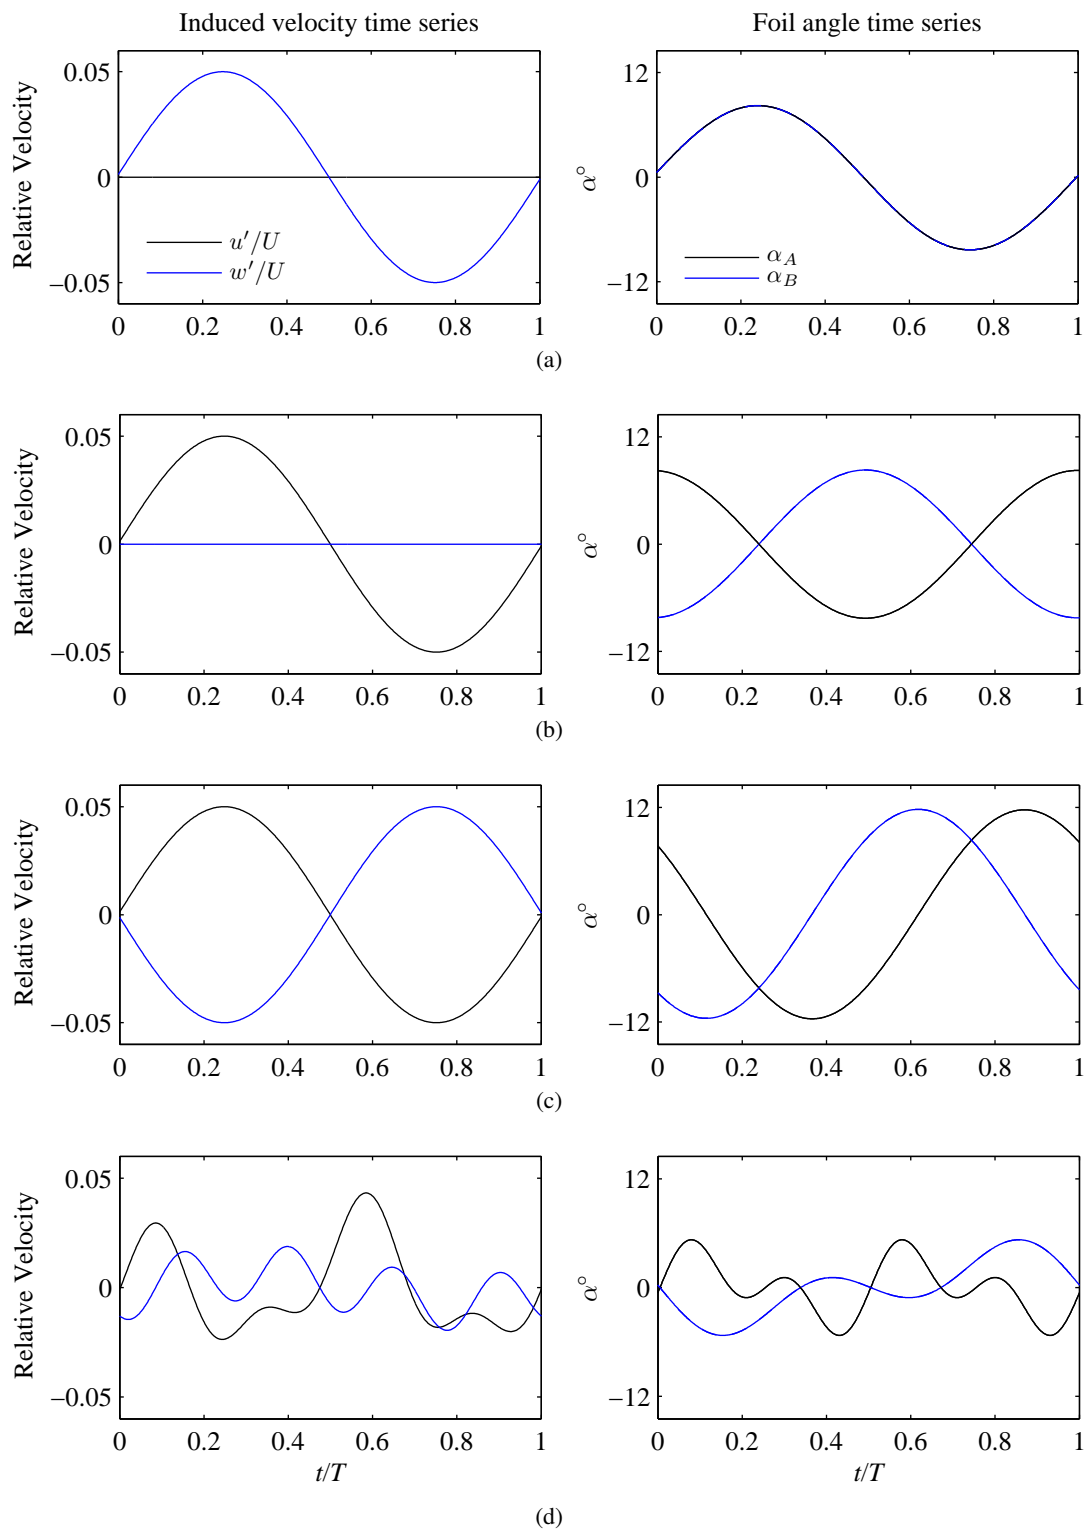 Induced velocity time series
Foil angle time series
Relative Velocity
0.05
0
−0.05
u′/U
w′/U
0 0.2 0.4 0.6 0.8 1
α°
12
0
−12
α_A
α_B
0 0.2 0.4 0.6 0.8 1
(a)
Relative Velocity
0.05
0
−0.05
0 0.2 0.4 0.6 0.8 1
α°
12
0
−12
0 0.2 0.4 0.6 0.8 1
(b)
Relative Velocity
0.05
0
−0.05
0 0.2 0.4 0.6 0.8 1
α°
12
0
−12
0 0.2 0.4 0.6 0.8 1
(c)
Relative Velocity
0.05
0
−0.05
0 0.2 0.4 0.6 0.8 1
t/T
α°
12
0
−12
0 0.2 0.4 0.6 0.8 1
t/T
(d)